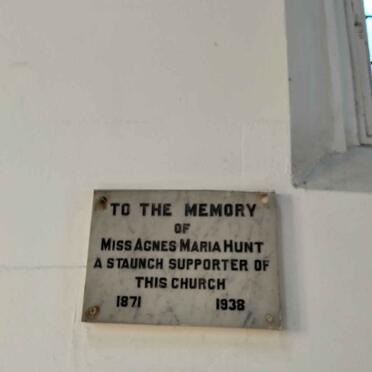 TO THE MEMORY
OF
MISS AGNES MARIA HUNT
A STAUNCH SUPPORTER OF
THIS CHURCH
1871 1938